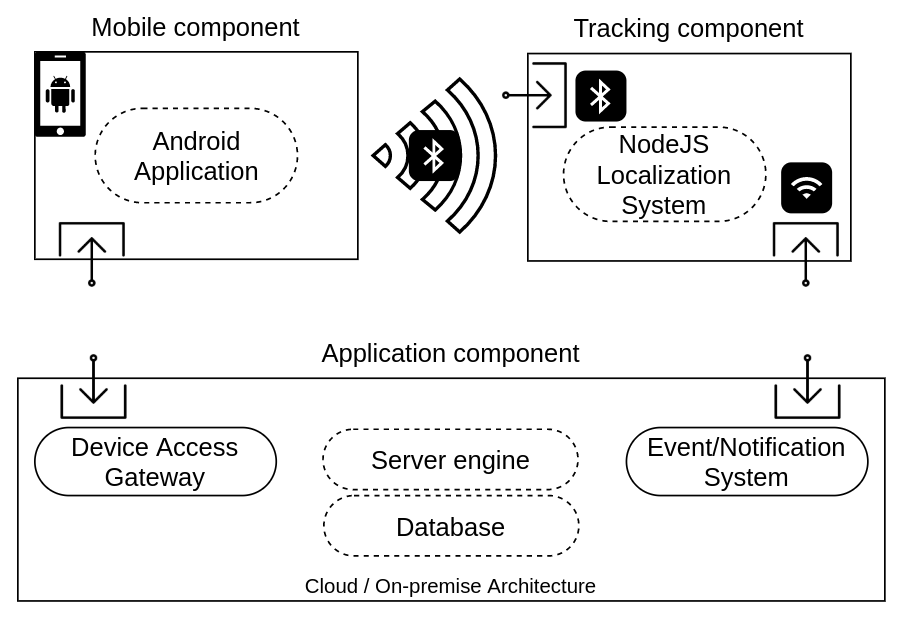 Mobile component
Tracking component
Android
Application
NodeJS
Localization
System
Application component
Device Access
Gateway
Server engine
Database
Event/Notification
System
Cloud / On-premise Architecture